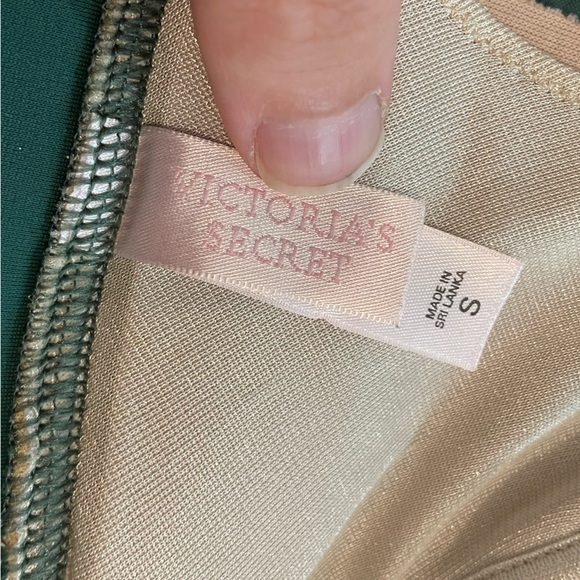 VICTORIA'S
SECRET
MADE IN
SRI LANKA
S